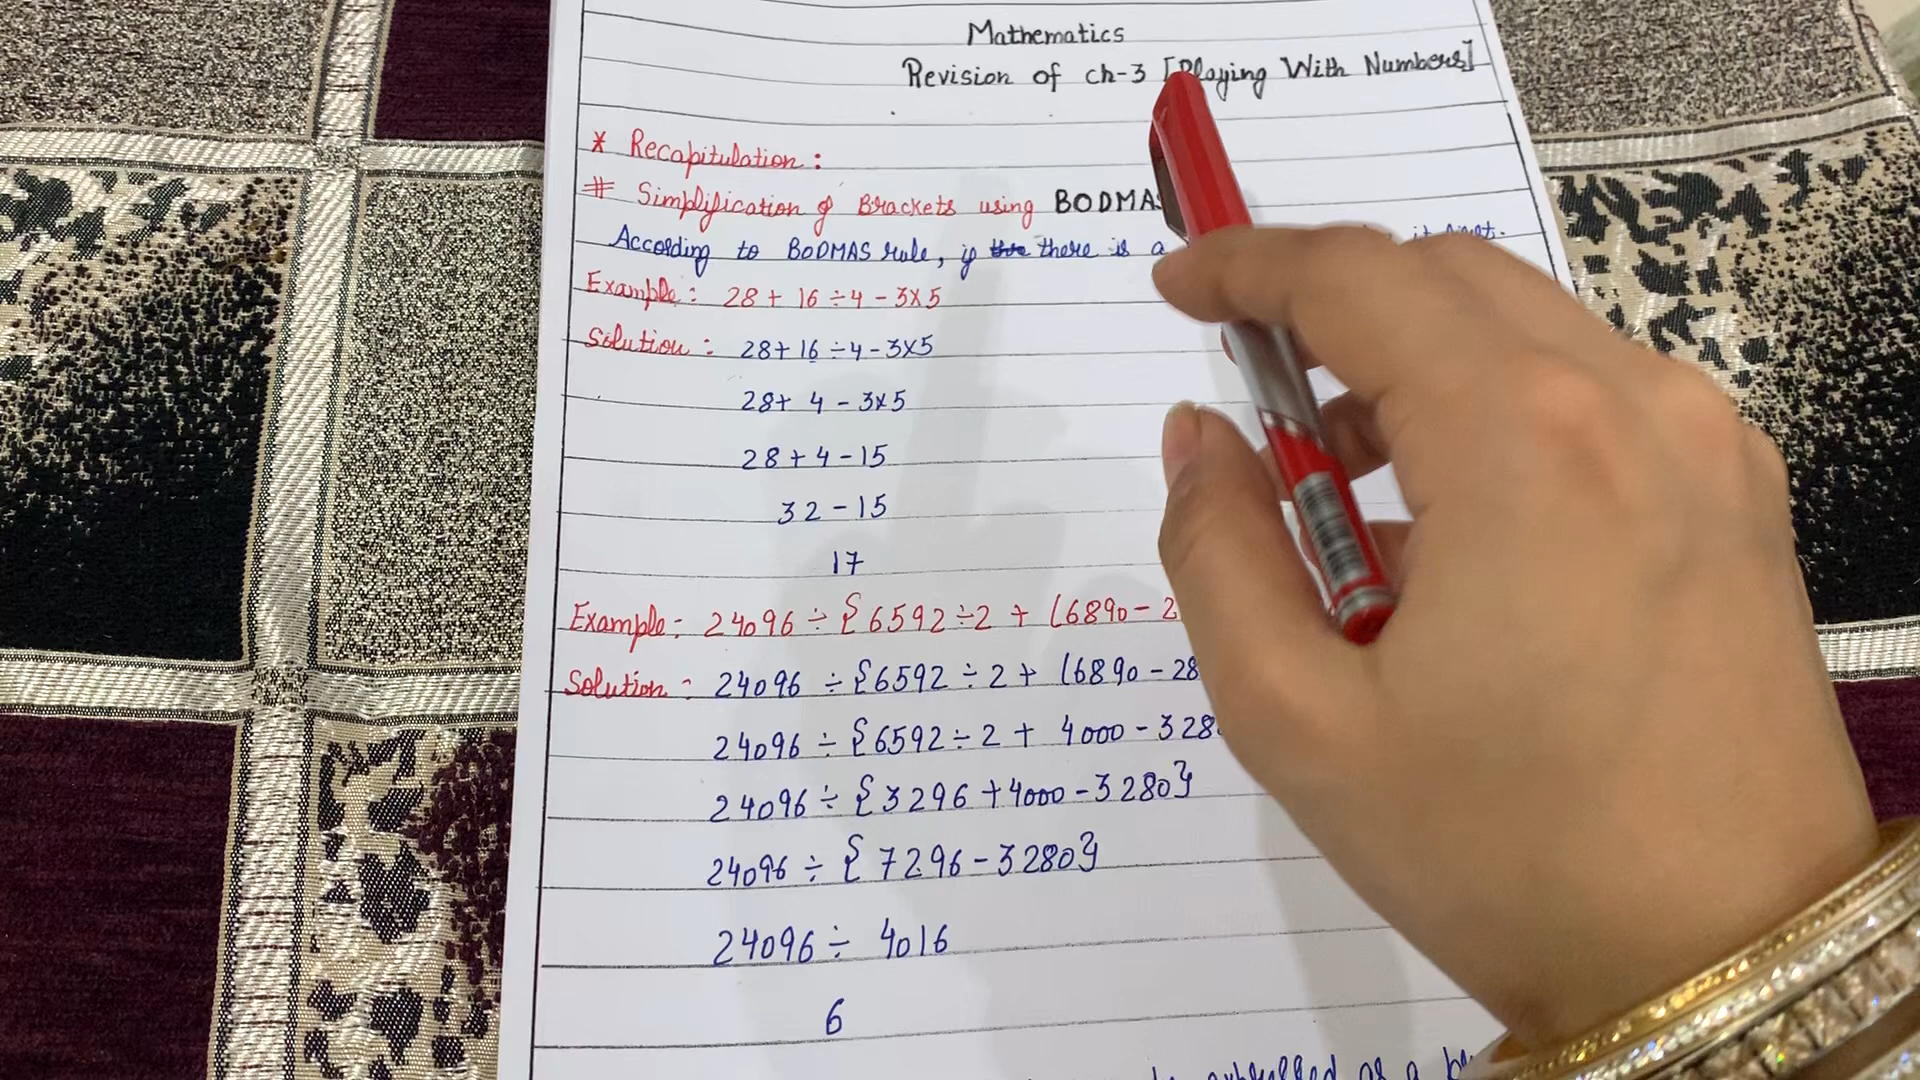 Mathematics
Revision of ch-3 [Playing With Numbers]
* Recapitulation :
# Simplification of Brackets using BODMAS
According to BODMAS rule, if there is a it first.
Example : 28 + 16 ÷ 4 - 3×5
Solution : 28 + 16 ÷ 4 - 3×5
28 + 4 - 3×5
28 + 4 - 15
32 - 15
17
Example : 24096 ÷ { 6592 ÷ 2 + (6890 - 2
Solution : 24096 ÷ { 6592 ÷ 2 + (6890 - 28
24096 ÷ { 6592 ÷ 2 + 4000 - 328
24096 ÷ { 3296 + 4000 - 3280}
24096 ÷ { 7296 - 3280}
24096 ÷ 4016
6
as a